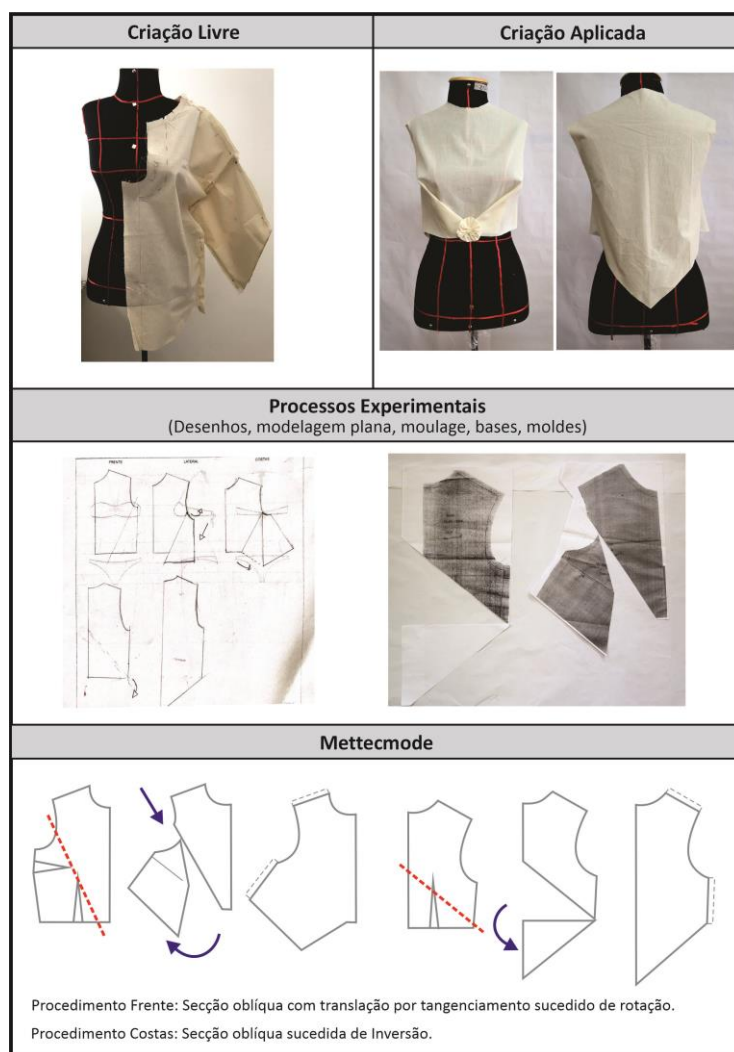 Criação Livre
Criação Aplicada
Processos Experimentais
(Desenhos, modelagem plana, moulage, bases, moldes)
FRENTE
LATERAL
COSTAS
Mettecmode
Procedimento Frente: Secção oblíqua com translação por tangenciamento sucedido de rotação.
Procedimento Costas: Secção oblíqua sucedida de Inversão.